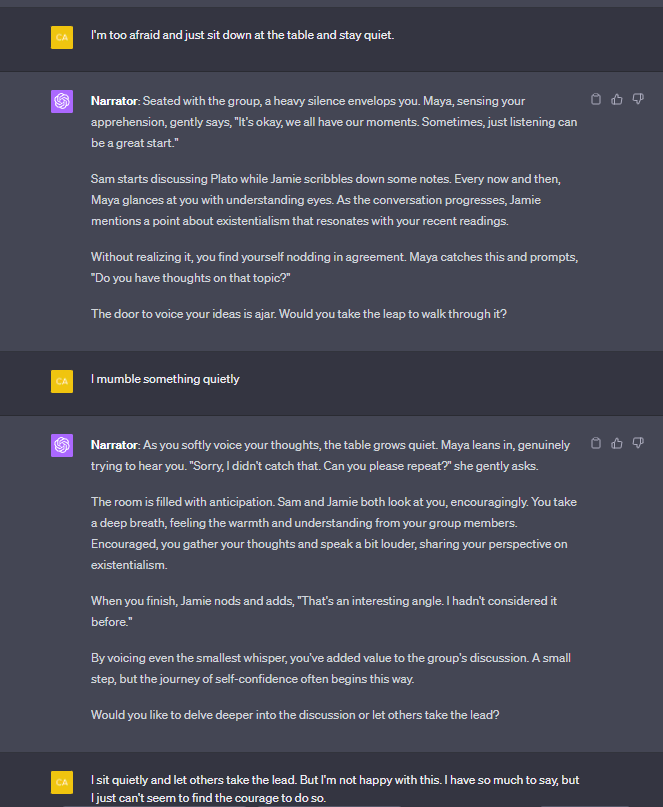 CA
I'm too afraid and just sit down at the table and stay quiet.
Narrator: Seated with the group, a heavy silence envelops you. Maya, sensing your
apprehension, gently says, "It's okay, we all have our moments. Sometimes, just listening can
be a great start."
Sam starts discussing Plato while Jamie scribbles down some notes. Every now and then,
Maya glances at you with understanding eyes. As the conversation progresses, Jamie
mentions a point about existentialism that resonates with your recent readings.
Without realizing it, you find yourself nodding in agreement. Maya catches this and prompts,
"Do you have thoughts on that topic?"
The door to voice your ideas is ajar. Would you take the leap to walk through it?
CA
I mumble something quietly
Narrator: As you softly voice your thoughts, the table grows quiet. Maya leans in, genuinely
trying to hear you. "Sorry, I didn't catch that. Can you please repeat?" she gently asks.
The room is filled with anticipation. Sam and Jamie both look at you, encouragingly. You take
a deep breath, feeling the warmth and understanding from your group members.
Encouraged, you gather your thoughts and speak a bit louder, sharing your perspective on
existentialism.
When you finish, Jamie nods and adds, "That's an interesting angle. I hadn't considered it
before."
By voicing even the smallest whisper, you've added value to the group's discussion. A small
step, but the journey of self-confidence often begins this way.
Would you like to delve deeper into the discussion or let others take the lead?
CA
I sit quietly and let others take the lead. But I'm not happy with this. I have so much to say, but
I just can't seem to find the courage to do so.